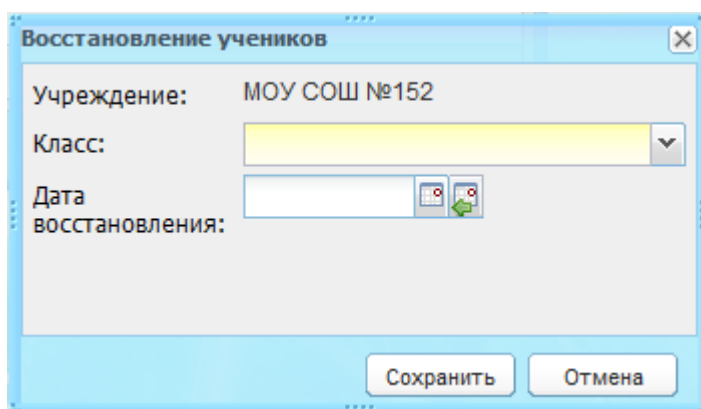 Восстановление учеников
Учреждение: МОУ СОШ №152
Класс:
Дата
восстановления:
Сохранить Отмена